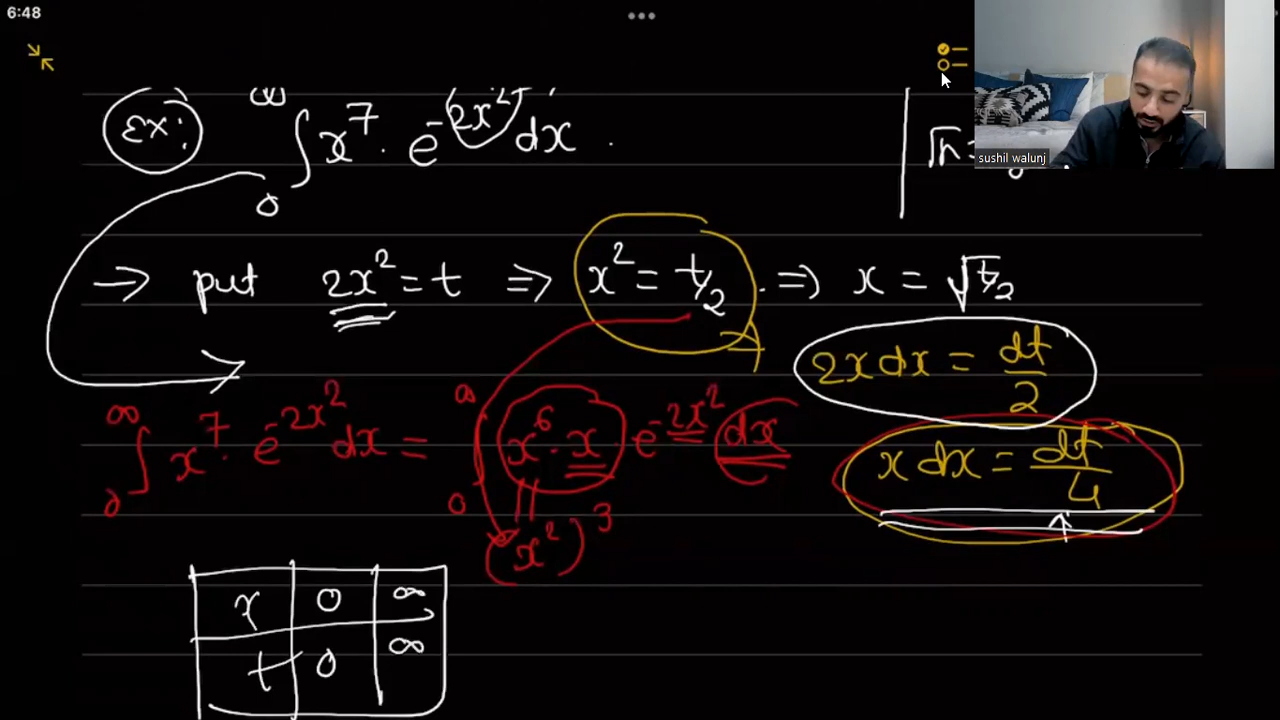 6:48
Ex: ∫₀^∞ x⁷ · e^{-2x²} dx .
√n =
sushil walunj
→ put 2x² = t ⇒ x² = t/2 . ⇒ x = √(t/2)
2x dx = dt/2
∫₀^∞ x⁷ · e^{-2x²} dx = ∫₀^∞ x⁶ · x e^{-2x²} dx
x dx = dt/4
(x²)³
x 0 ∞
t 0 ∞